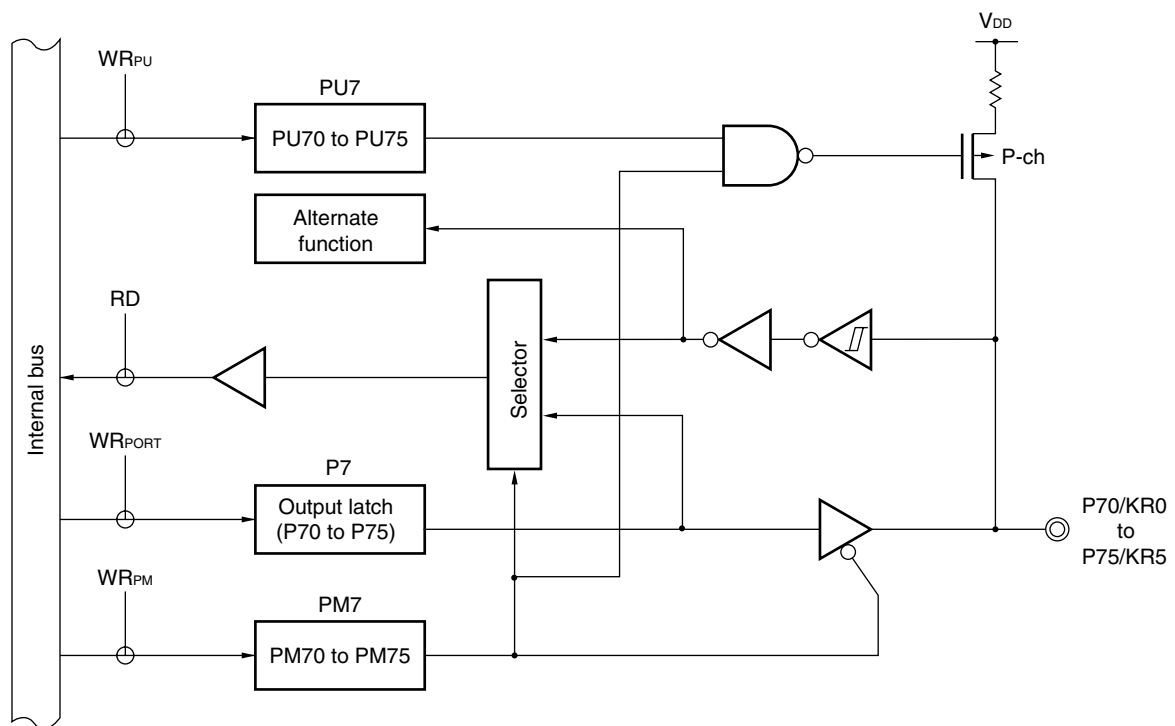 VDD
WRPU
PU7
PU70 to PU75
P-ch
Alternate
function
RD
Selector
Internal bus
WRPORT
P7
Output latch
(P70 to P75)
P70/KR0
to
P75/KR5
WRPM
PM7
PM70 to PM75